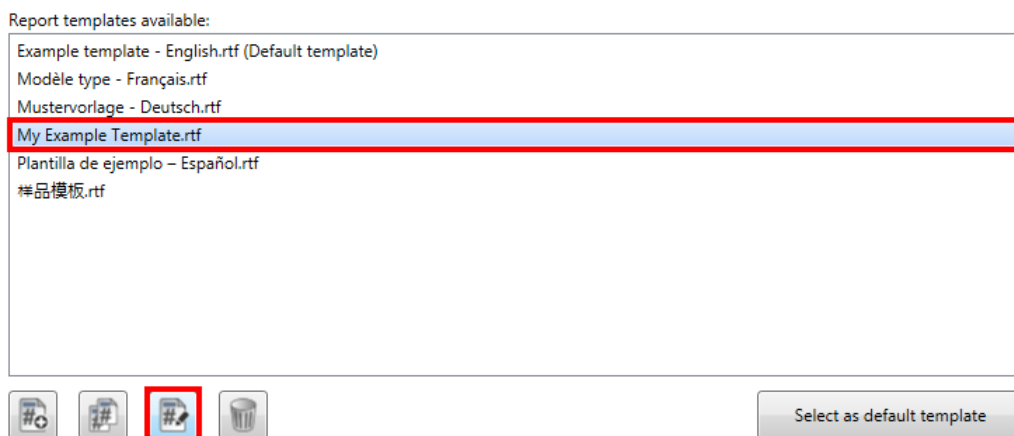 Report templates available:
Example template - English.rtf (Default template)
Modèle type - Français.rtf
Mustervorlage - Deutsch.rtf
My Example Template.rtf
Plantilla de ejemplo – Español.rtf
样品模板.rtf
Select as default template